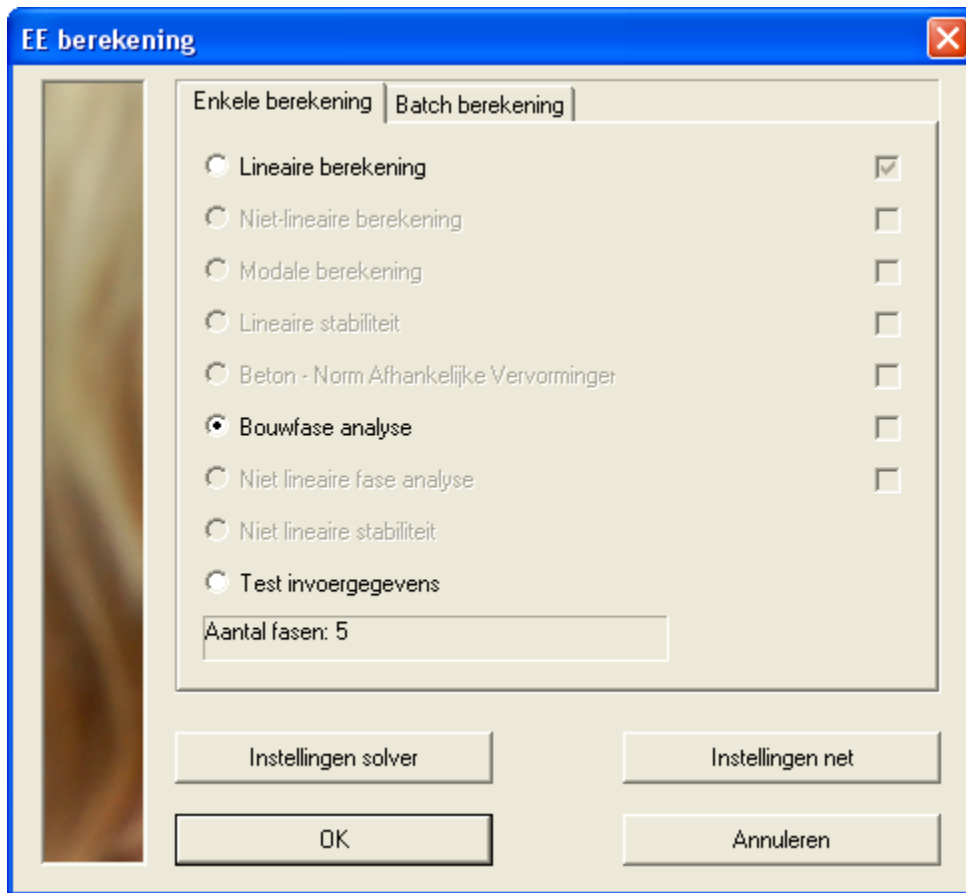 EE berekening
Enkele berekening
Batch berekening
Lineaire berekening
Niet-lineaire berekening
Modale berekening
Lineaire stabiliteit
Beton - Norm Afhankelijke Vervorminger
Bouwfase analyse
Niet lineaire fase analyse
Niet lineaire stabiliteit
Test invoergegevens
Aantal fasen: 5
Instellingen solver
Instellingen net
OK
Annuleren